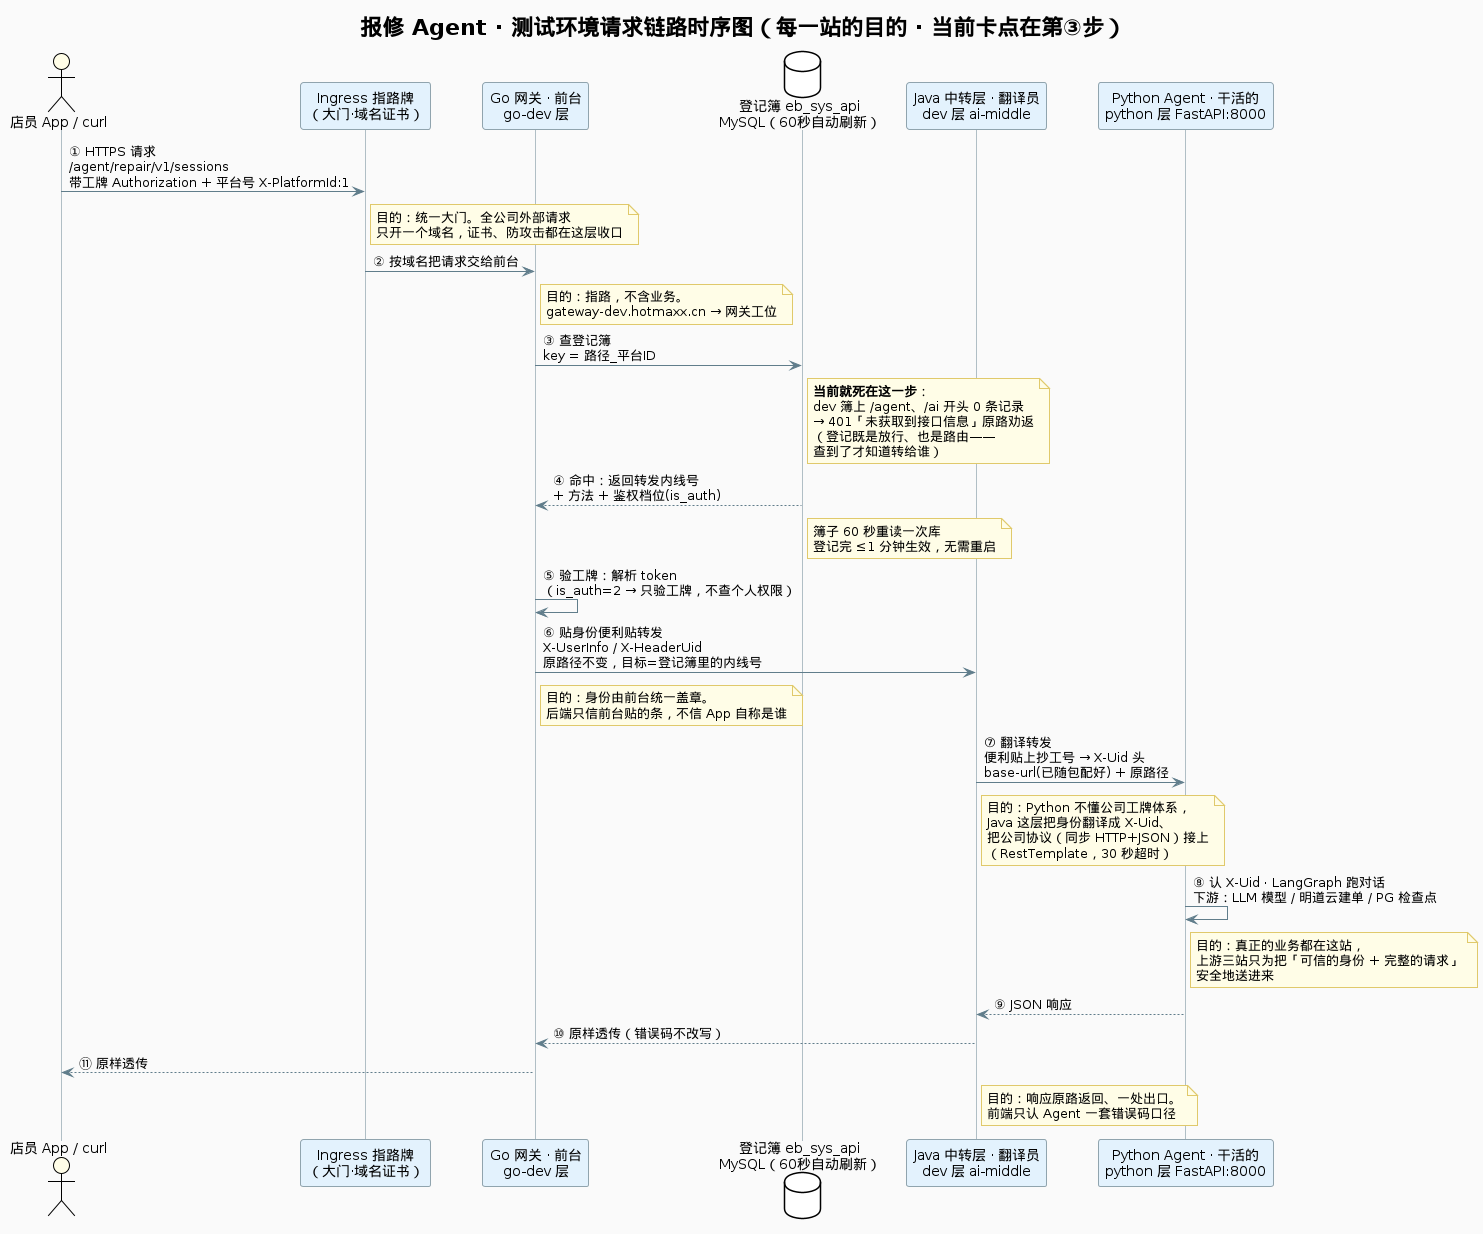 报修 Agent · 测试环境请求链路时序图（每一站的目的 · 当前卡点在第③步）
店员 App / curl
Ingress 指路牌
（大门·域名证书）
Go 网关 · 前台
go-dev 层
登记簿 eb_sys_api
MySQL（60秒自动刷新）
Java 中转层 · 翻译员
dev 层 ai-middle
Python Agent · 干活的
python 层 FastAPI:8000
① HTTPS 请求
/agent/repair/v1/sessions
带工牌 Authorization + 平台号 X-PlatformId:1
目的：统一大门。全公司外部请求
只开一个域名，证书、防攻击都在这层收口
② 按域名把请求交给前台
目的：指路，不含业务。
gateway-dev.hotmaxx.cn → 网关工位
③ 查登记簿
key = 路径_平台ID
当前就死在这一步：
dev 簿上 /agent、/ai 开头 0 条记录
→ 401「未获取到接口信息」原路劝返
（登记既是放行、也是路由——
查到了才知道转给谁）
④ 命中：返回转发内线号
+ 方法 + 鉴权档位(is_auth)
簿子 60 秒重读一次库
登记完 ≤1 分钟生效，无需重启
⑤ 验工牌：解析 token
（is_auth=2 → 只验工牌，不查个人权限）
⑥ 贴身份便利贴转发
X-UserInfo / X-HeaderUid
原路径不变，目标=登记簿里的内线号
目的：身份由前台统一盖章。
后端只信前台贴的条，不信 App 自称是谁
⑦ 翻译转发
便利贴上抄工号 → X-Uid 头
base-url(已随包配好) + 原路径
目的：Python 不懂公司工牌体系，
Java 这层把身份翻译成 X-Uid、
把公司协议（同步 HTTP+JSON）接上
（RestTemplate，30 秒超时）
⑧ 认 X-Uid · LangGraph 跑对话
下游：LLM 模型 / 明道云建单 / PG 检查点
目的：真正的业务都在这站，
上游三站只为把「可信的身份 + 完整的请求」
安全地送进来
⑨ JSON 响应
⑩ 原样透传（错误码不改写）
⑪ 原样透传
目的：响应原路返回、一处出口。
前端只认 Agent 一套错误码口径
店员 App / curl
Ingress 指路牌
（大门·域名证书）
Go 网关 · 前台
go-dev 层
登记簿 eb_sys_api
MySQL（60秒自动刷新）
Java 中转层 · 翻译员
dev 层 ai-middle
Python Agent · 干活的
python 层 FastAPI:8000